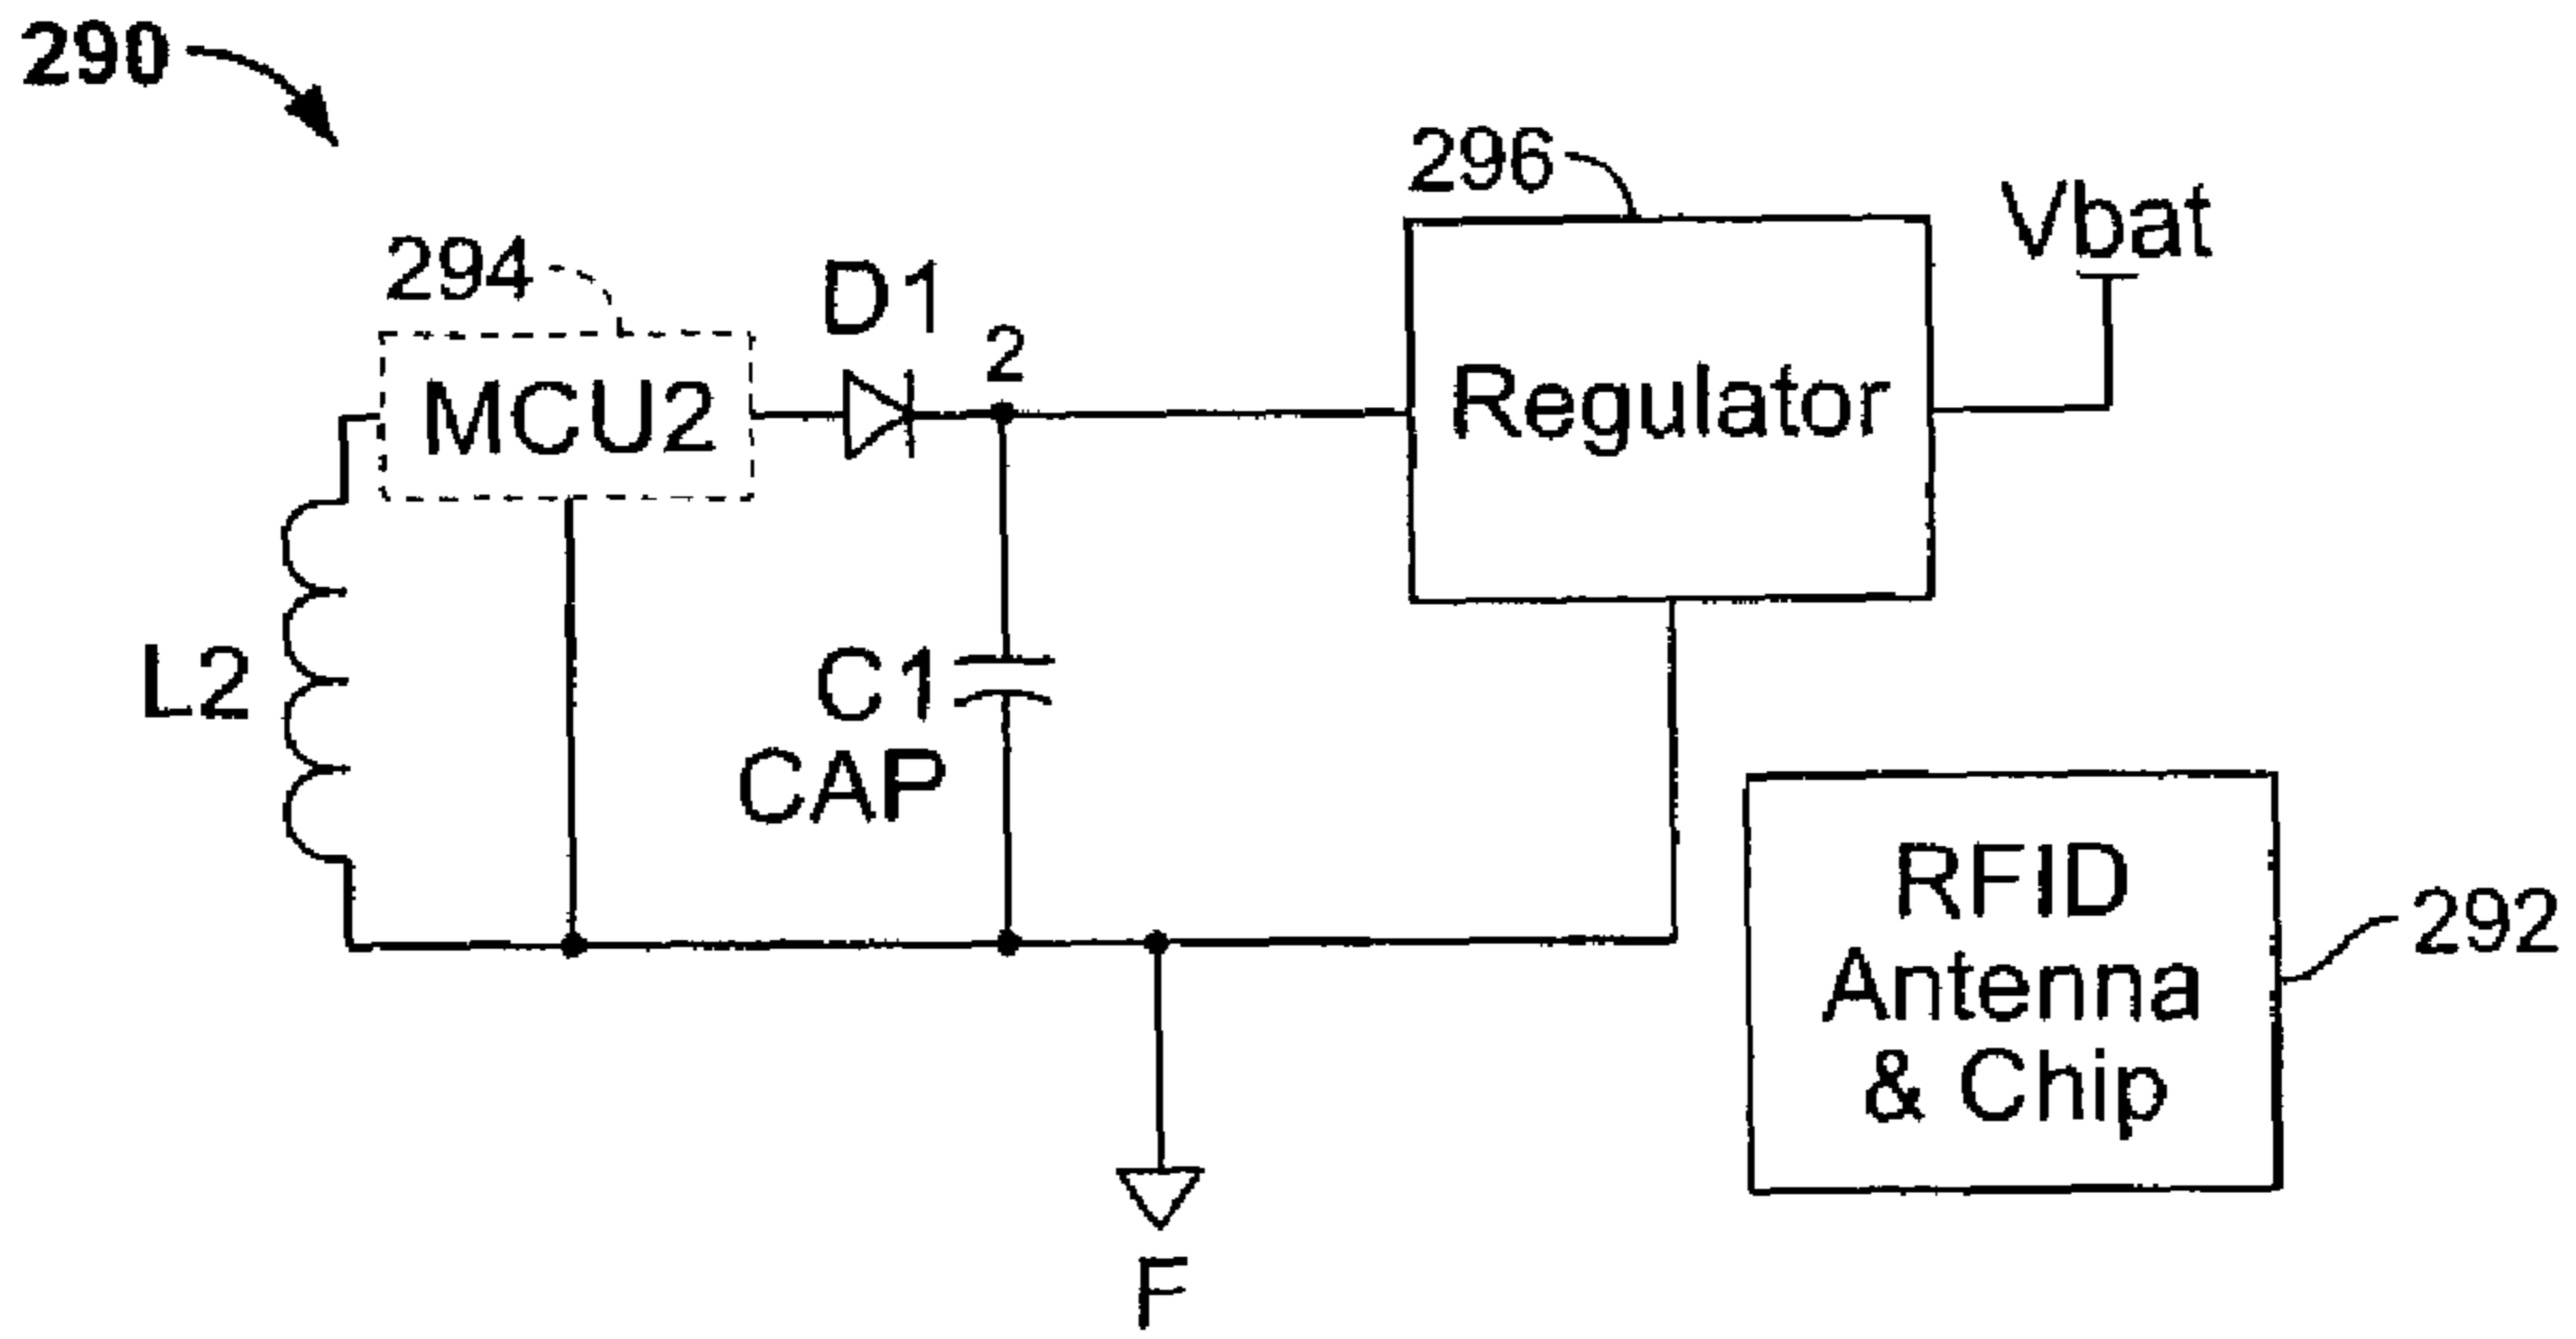 290
296
Vbat
294
D1
2
MCU2
Regulator
L2
C1
CAP
RFID
Antenna
& Chip
292
F